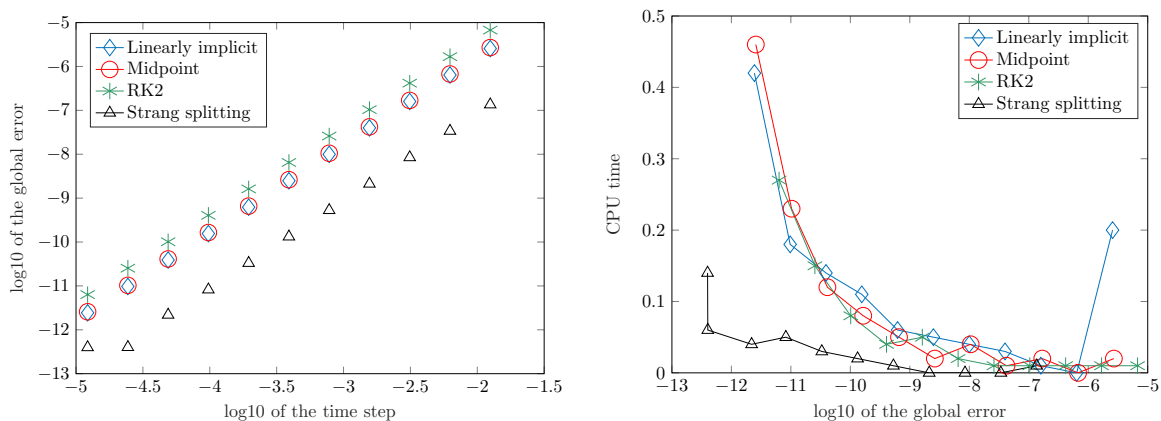 −5
−6
−7
−8
−9
−10
−11
−12
−13
log10 of the global error
Linearly implicit
Midpoint
RK2
Strang splitting
−5 −4.5 −4 −3.5 −3 −2.5 −2 −1.5
log10 of the time step
0.5
0.4
0.3
0.2
0.1
0
CPU time
Linearly implicit
Midpoint
RK2
Strang splitting
−13 −12 −11 −10 −9 −8 −7 −6 −5
log10 of the global error